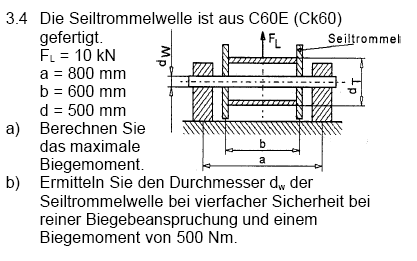 3.4 Die Seiltrommelwelle ist aus C60E (Ck60)
gefertigt.
F_L = 10 kN
a = 800 mm
b = 600 mm
d = 500 mm
a) Berechnen Sie
das maximale
Biegemoment.
d_W
F_L
Seiltrommel
d_T
b
a
b) Ermitteln Sie den Durchmesser d_w der
Seiltrommelwelle bei vierfacher Sicherheit bei
reiner Biegebeanspruchung und einem
Biegemoment von 500 Nm.